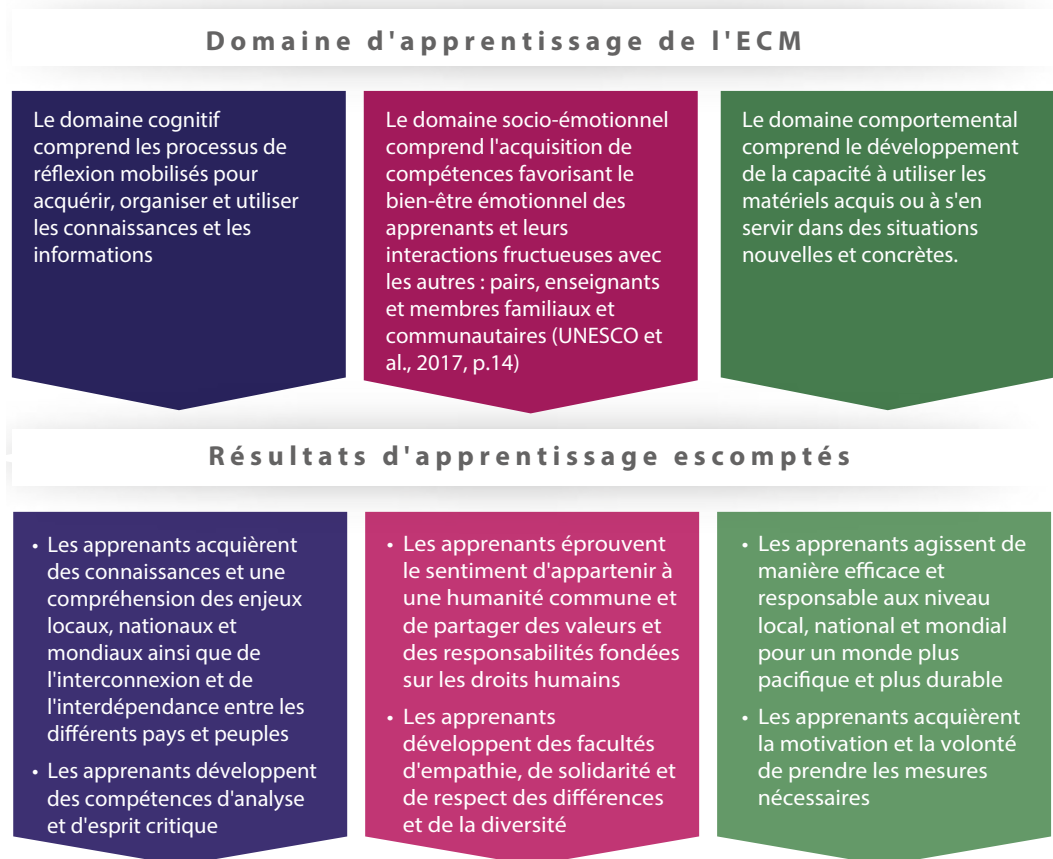 Domaine d'apprentissage de l'ECM
Le domaine cognitif
comprend les processus de
réflexion mobilisés pour
acquérir, organiser et utiliser
les connaissances et les
informations
Le domaine socio-émotionnel
comprend l'acquisition de
compétences favorisant le
bien-être émotionnel des
apprenants et leurs
interactions fructueuses avec
les autres : pairs, enseignants
et membres familiaux et
communautaires (UNESCO et
al., 2017, p.14)
Le domaine comportemental
comprend le développement
de la capacité à utiliser les
matériels acquis ou à s'en
servir dans des situations
nouvelles et concrètes.
Résultats d'apprentissage escomptés
• Les apprenants acquièrent
des connaissances et une
compréhension des enjeux
locaux, nationaux et
mondiaux ainsi que de
l'interconnexion et de
l'interdépendance entre les
différents pays et peuples
• Les apprenants développent
des compétences d'analyse
et d'esprit critique
• Les apprenants éprouvent
le sentiment d'appartenir à
une humanité commune et
de partager des valeurs et
des responsabilités fondées
sur les droits humains
• Les apprenants
développent des facultés
d'empathie, de solidarité et
de respect des différences
et de la diversité
• Les apprenants agissent de
manière efficace et
responsable aux niveau
local, national et mondial
pour un monde plus
pacifique et plus durable
• Les apprenants acquièrent
la motivation et la volonté
de prendre les mesures
nécessaires